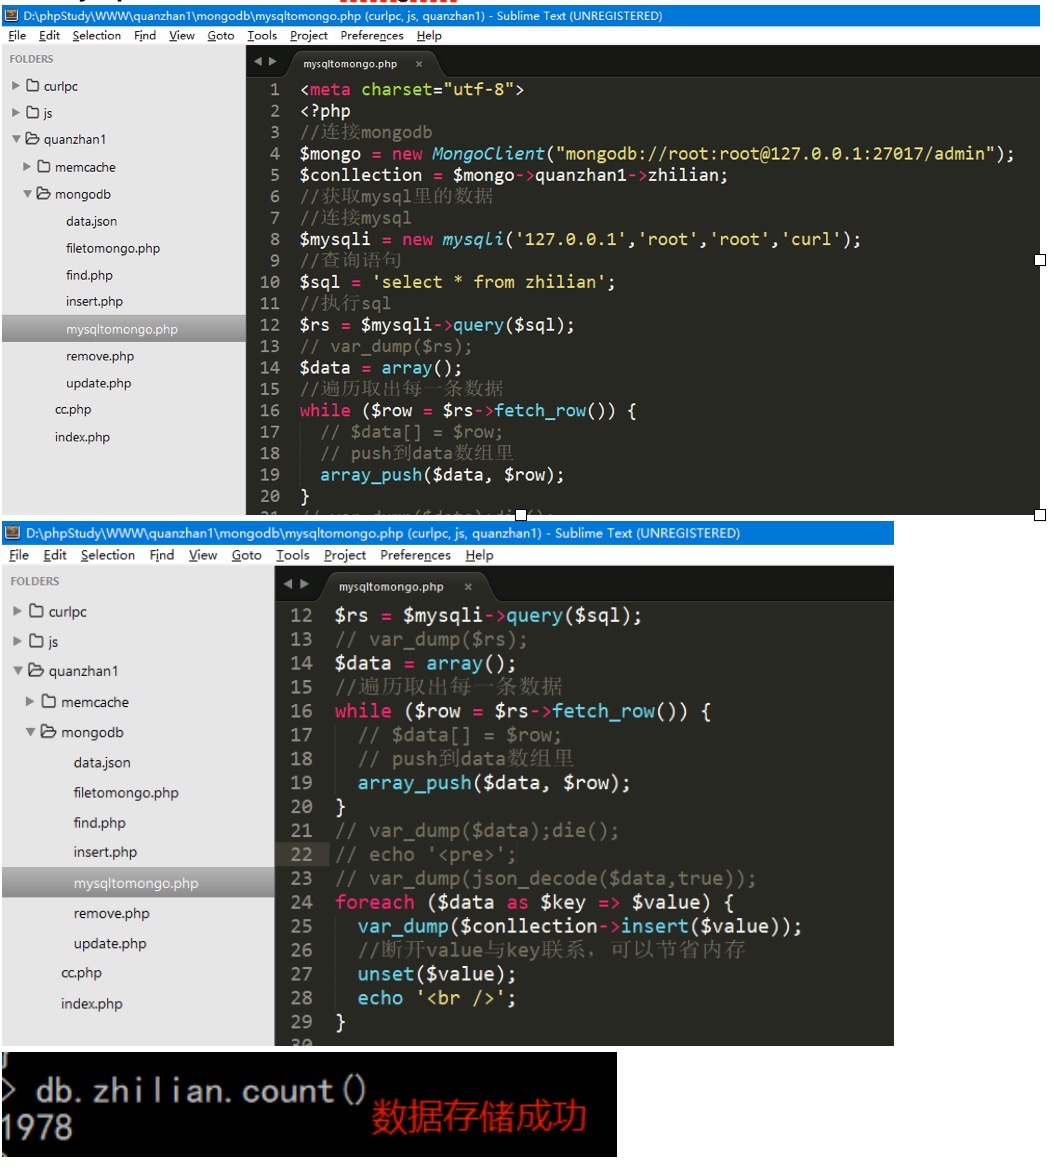 D:\phpStudy\WWW\quanzhan1\mongodb\mysqltomongo.php (curlpc, js, quanzhan1) - Sublime Text (UNREGISTERED)
File Edit Selection Find View Goto Tools Project Preferences Help
FOLDERS
curlpc
js
quanzhan1
memcache
mongodb
data.json
filetomongo.php
find.php
insert.php
mysqltomongo.php
remove.php
update.php
cc.php
index.php
mysqltomongo.php ×
1 <meta charset="utf-8">
2 <?php
3 //连接mongodb
4 $mongo = new MongoClient("mongodb://root:root@127.0.0.1:27017/admin");
5 $conllection = $mongo->quanzhan1->zhilian;
6 //获取mysql里的数据
7 //连接mysql
8 $mysqli = new mysqli('127.0.0.1','root','root','curl');
9 //查询语句
10 $sql = 'select * from zhilian';
11 //执行sql
12 $rs = $mysqli->query($sql);
13 // var_dump($rs);
14 $data = array();
15 //遍历取出每一条数据
16 while ($row = $rs->fetch_row()) {
17 // $data[] = $row;
18 // push到data数组里
19 array_push($data, $row);
20 }
D:\phpStudy\WWW\quanzhan1\mongodb\mysqltomongo.php (curlpc, js, quanzhan1) - Sublime Text (UNREGISTERED)
File Edit Selection Find View Goto Tools Project Preferences Help
FOLDERS
curlpc
js
quanzhan1
memcache
mongodb
data.json
filetomongo.php
find.php
insert.php
mysqltomongo.php
remove.php
update.php
cc.php
index.php
mysqltomongo.php ×
12 $rs = $mysqli->query($sql);
13 // var_dump($rs);
14 $data = array();
15 //遍历取出每一条数据
16 while ($row = $rs->fetch_row()) {
17 // $data[] = $row;
18 // push到data数组里
19 array_push($data, $row);
20 }
21 // var_dump($data);die();
22 // echo '<pre>';
23 // var_dump(json_decode($data,true));
24 foreach ($data as $key => $value) {
25 var_dump($conllection->insert($value));
26 //断开value与key联系，可以节省内存
27 unset($value);
28 echo '<br />';
29 }
30
> db.zhilian.count()
1978
数据存储成功